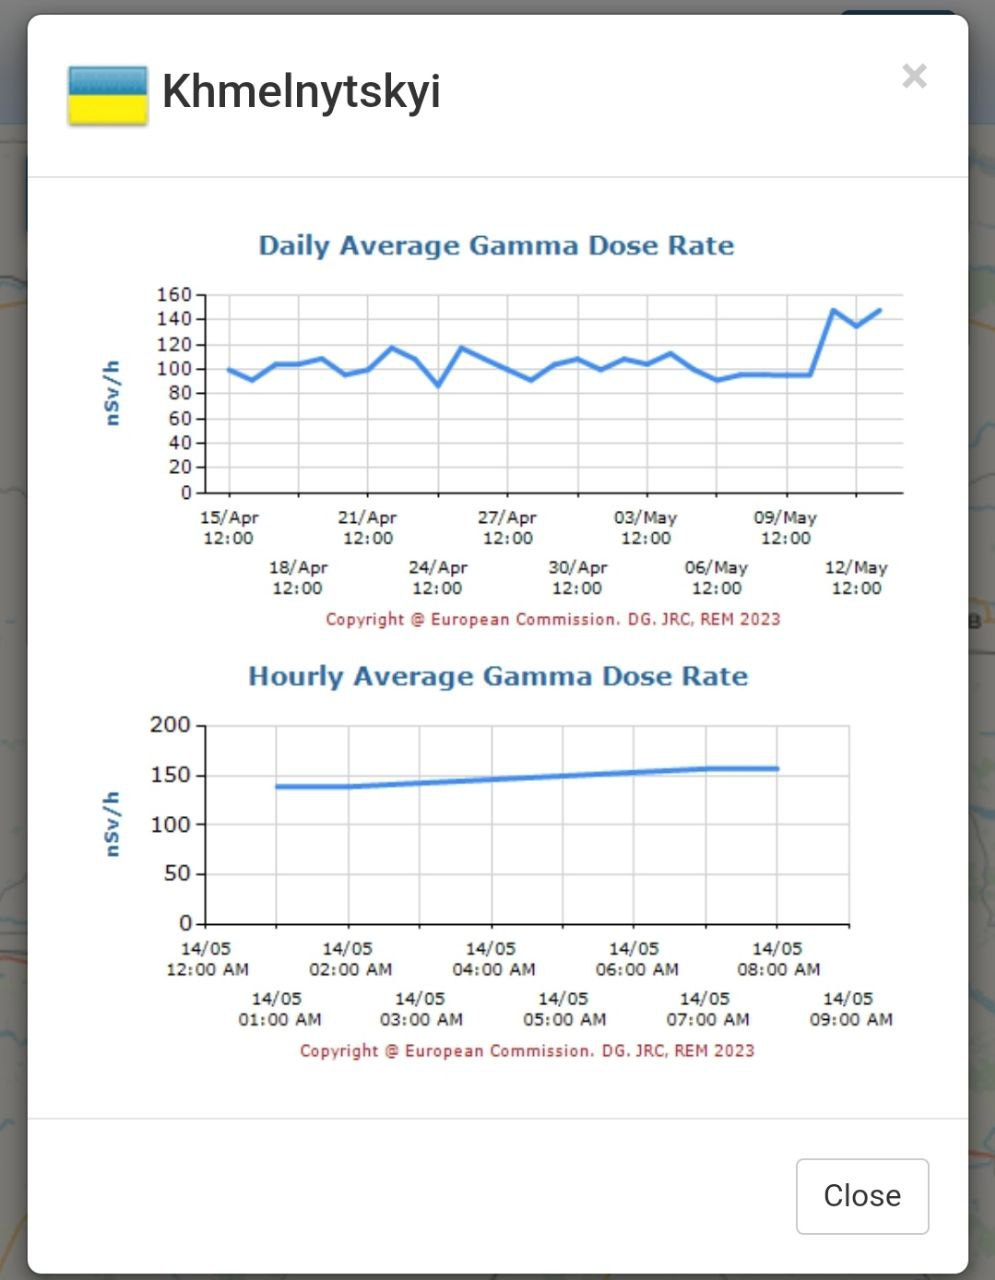 Khmelnytskyi
×
Daily Average Gamma Dose Rate
160
140
120
100
80
60
40
20
0
nSv/h
15/Apr 12:00
18/Apr 12:00
21/Apr 12:00
24/Apr 12:00
27/Apr 12:00
30/Apr 12:00
03/May 12:00
06/May 12:00
09/May 12:00
12/May 12:00
Copyright @ European Commission. DG. JRC, REM 2023
Hourly Average Gamma Dose Rate
200
150
100
50
0
nSv/h
14/05 12:00 AM
14/05 01:00 AM
14/05 02:00 AM
14/05 03:00 AM
14/05 04:00 AM
14/05 05:00 AM
14/05 06:00 AM
14/05 07:00 AM
14/05 08:00 AM
14/05 09:00 AM
Copyright @ European Commission. DG. JRC, REM 2023
Close
B